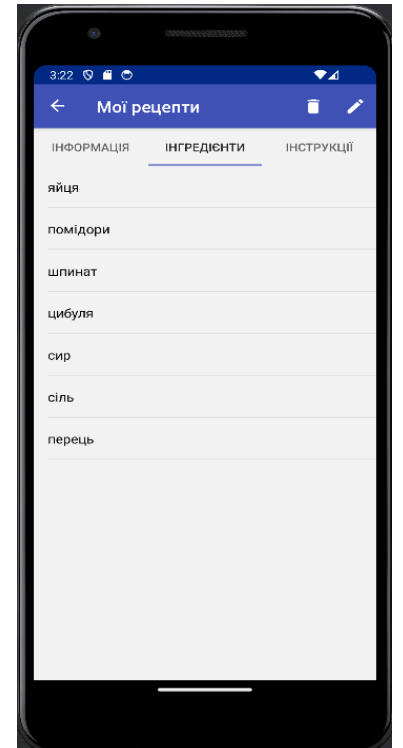 3:22
Мої рецепти
ІНФОРМАЦІЯ ІНГРЕДІЄНТИ ІНСТРУКЦІЇ
яйця
помідори
шпинат
цибуля
сир
сіль
перець